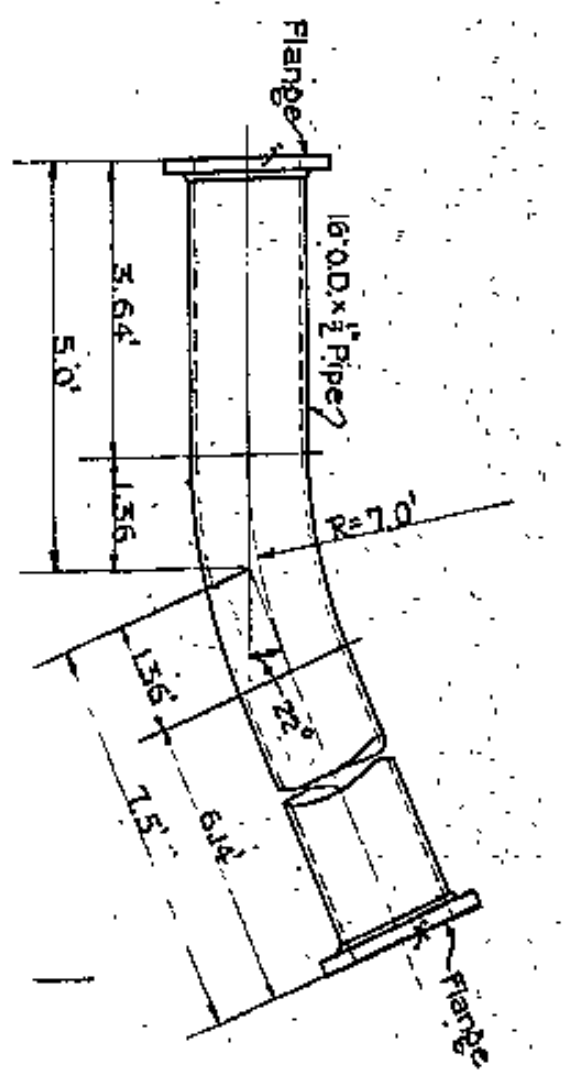 Flange
16"O.D. x ½" Pipe
3.64'
5.0'
1.36
R=7.0'
1.36'
22°
7.5'
6.14'
Flange